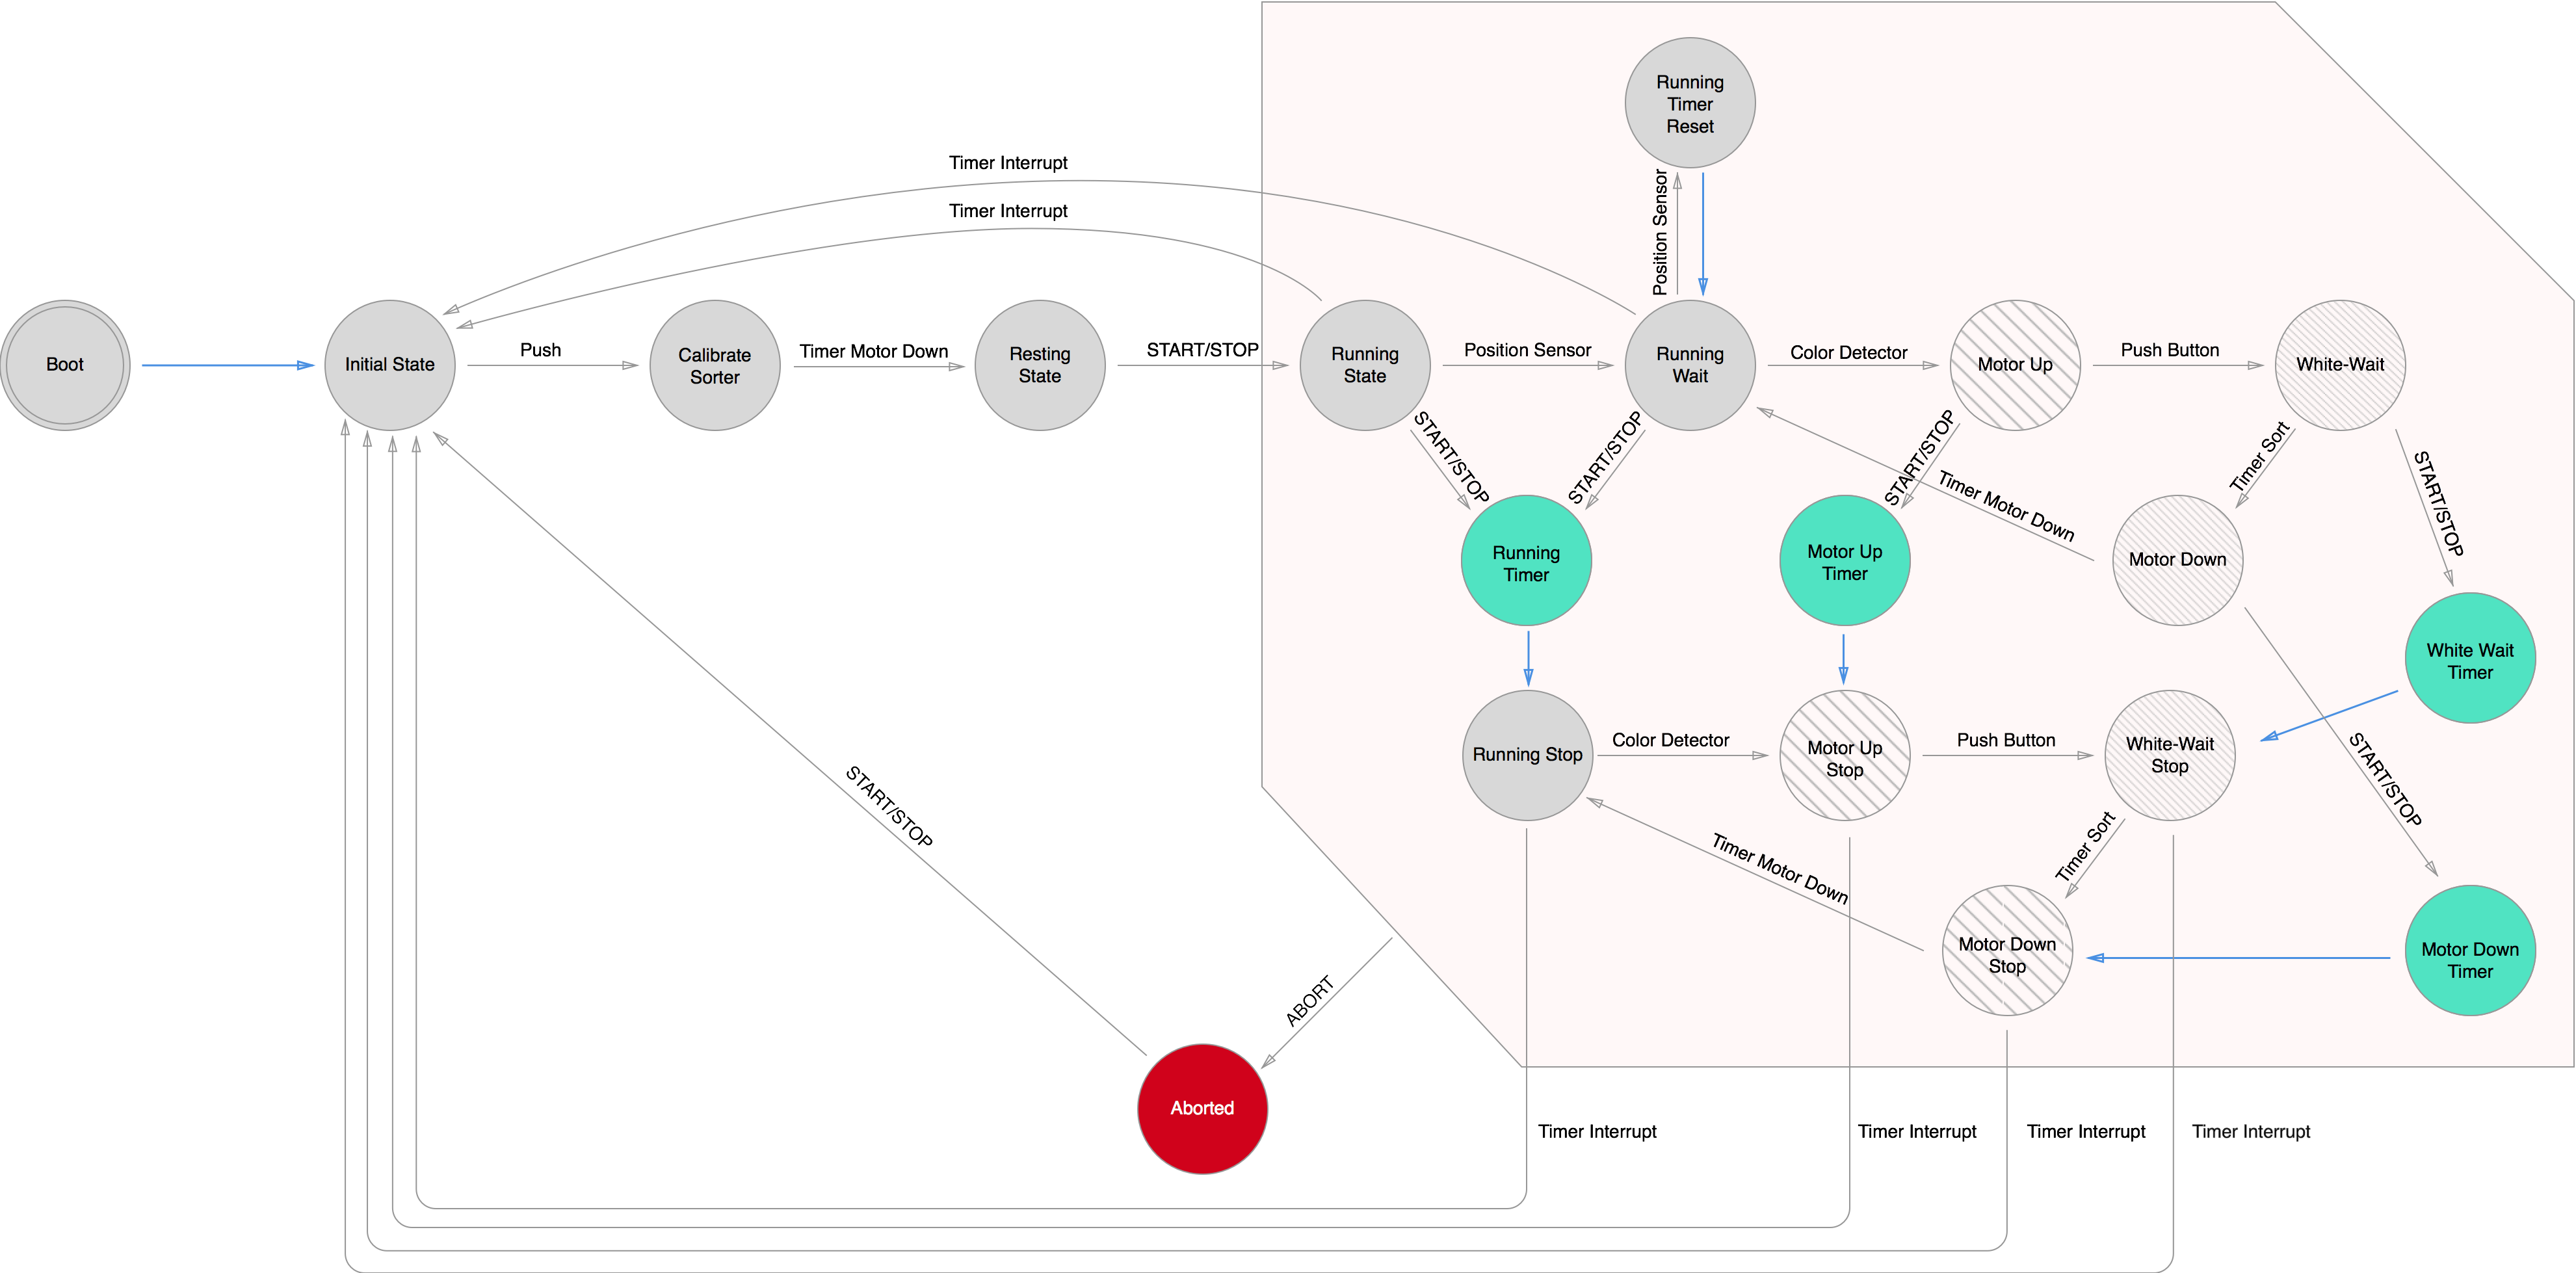 Running
Timer
Reset
Timer Interrupt
Timer Interrupt
Position Sensor
Boot
Initial State
Push
Calibrate
Sorter
Timer Motor Down
Resting
State
START/STOP
Running
State
Position Sensor
Running
Wait
Color Detector
Motor Up
Push Button
White-Wait
START/STOP
START/STOP
START/STOP
Timer Motor Down
Timer Sort
START/STOP
Running
Timer
Motor Up
Timer
Motor Down
White Wait
Timer
START/STOP
Running Stop
Color Detector
Motor Up
Stop
Push Button
White-Wait
Stop
START/STOP
Timer Motor Down
Timer Sort
Motor Down
Stop
Motor Down
Timer
ABORT
Aborted
Timer Interrupt
Timer Interrupt
Timer Interrupt
Timer Interrupt